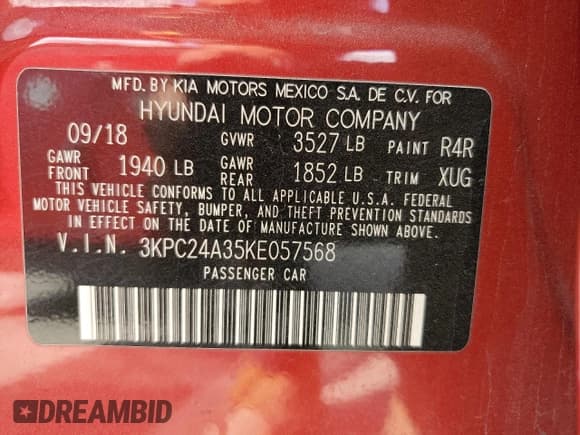 MFD. BY KIA MOTORS MEXICO S.A. DE C.V. FOR
HYUNDAI MOTOR COMPANY
09/18 GVWR 3527 LB PAINT R4R
GAWR FRONT 1940 LB GAWR REAR 1852 LB TRIM XUG
THIS VEHICLE CONFORMS TO ALL APPLICABLE U.S.A. FEDERAL
MOTOR VEHICLE SAFETY, BUMPER, AND THEFT PREVENTION STANDARDS
IN EFFECT ON THE DATE OF MANUFACTURE SHOWN ABOVE.
V.I.N. 3KPC24A35KE057568
PASSENGER CAR
DREAMBID